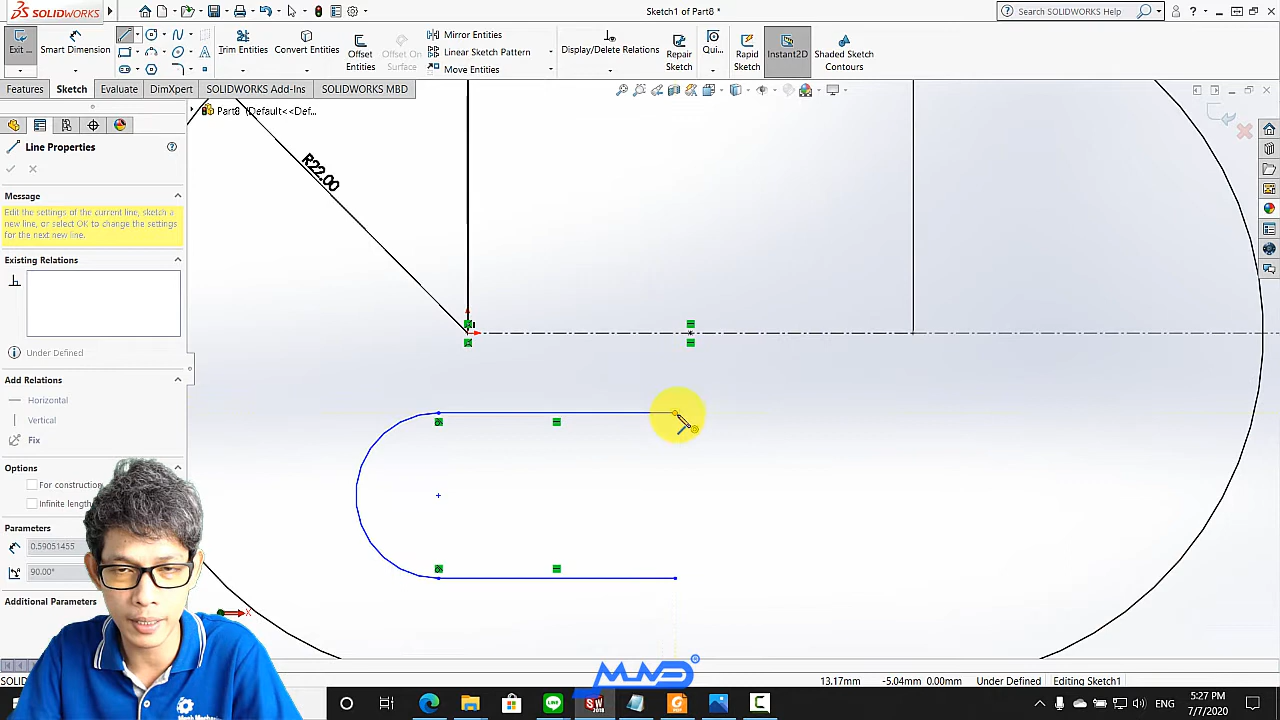 SOLIDWORKS
Sketch1 of Part8 *
Search SOLIDWORKS Help
Exit ...
Smart Dimension
Trim Entities
Convert Entities
Offset
Entities
Offset On
Surface
Mirror Entities
Linear Sketch Pattern
Move Entities
Display/Delete Relations
Repair
Sketch
Qui...
Rapid
Sketch
Instant2D
Shaded Sketch
Contours
Features
Sketch
Evaluate
DimXpert
SOLIDWORKS Add-Ins
SOLIDWORKS MBD
Part8 (Default<<Def...
Line Properties
Message
Edit the settings of the current line, sketch a
new line, or select OK to change the settings
for the next new line.
Existing Relations
Under Defined
Add Relations
Horizontal
Vertical
Fix
Options
For construction
Infinite length
Parameters
0.59051455
90.00°
Additional Parameters
R22.00
X
MUMD
SOLID
13.17mm
-5.04mm
0.00mm
Under Defined
Editing Sketch1
ENG
5:27 PM
7/7/2020